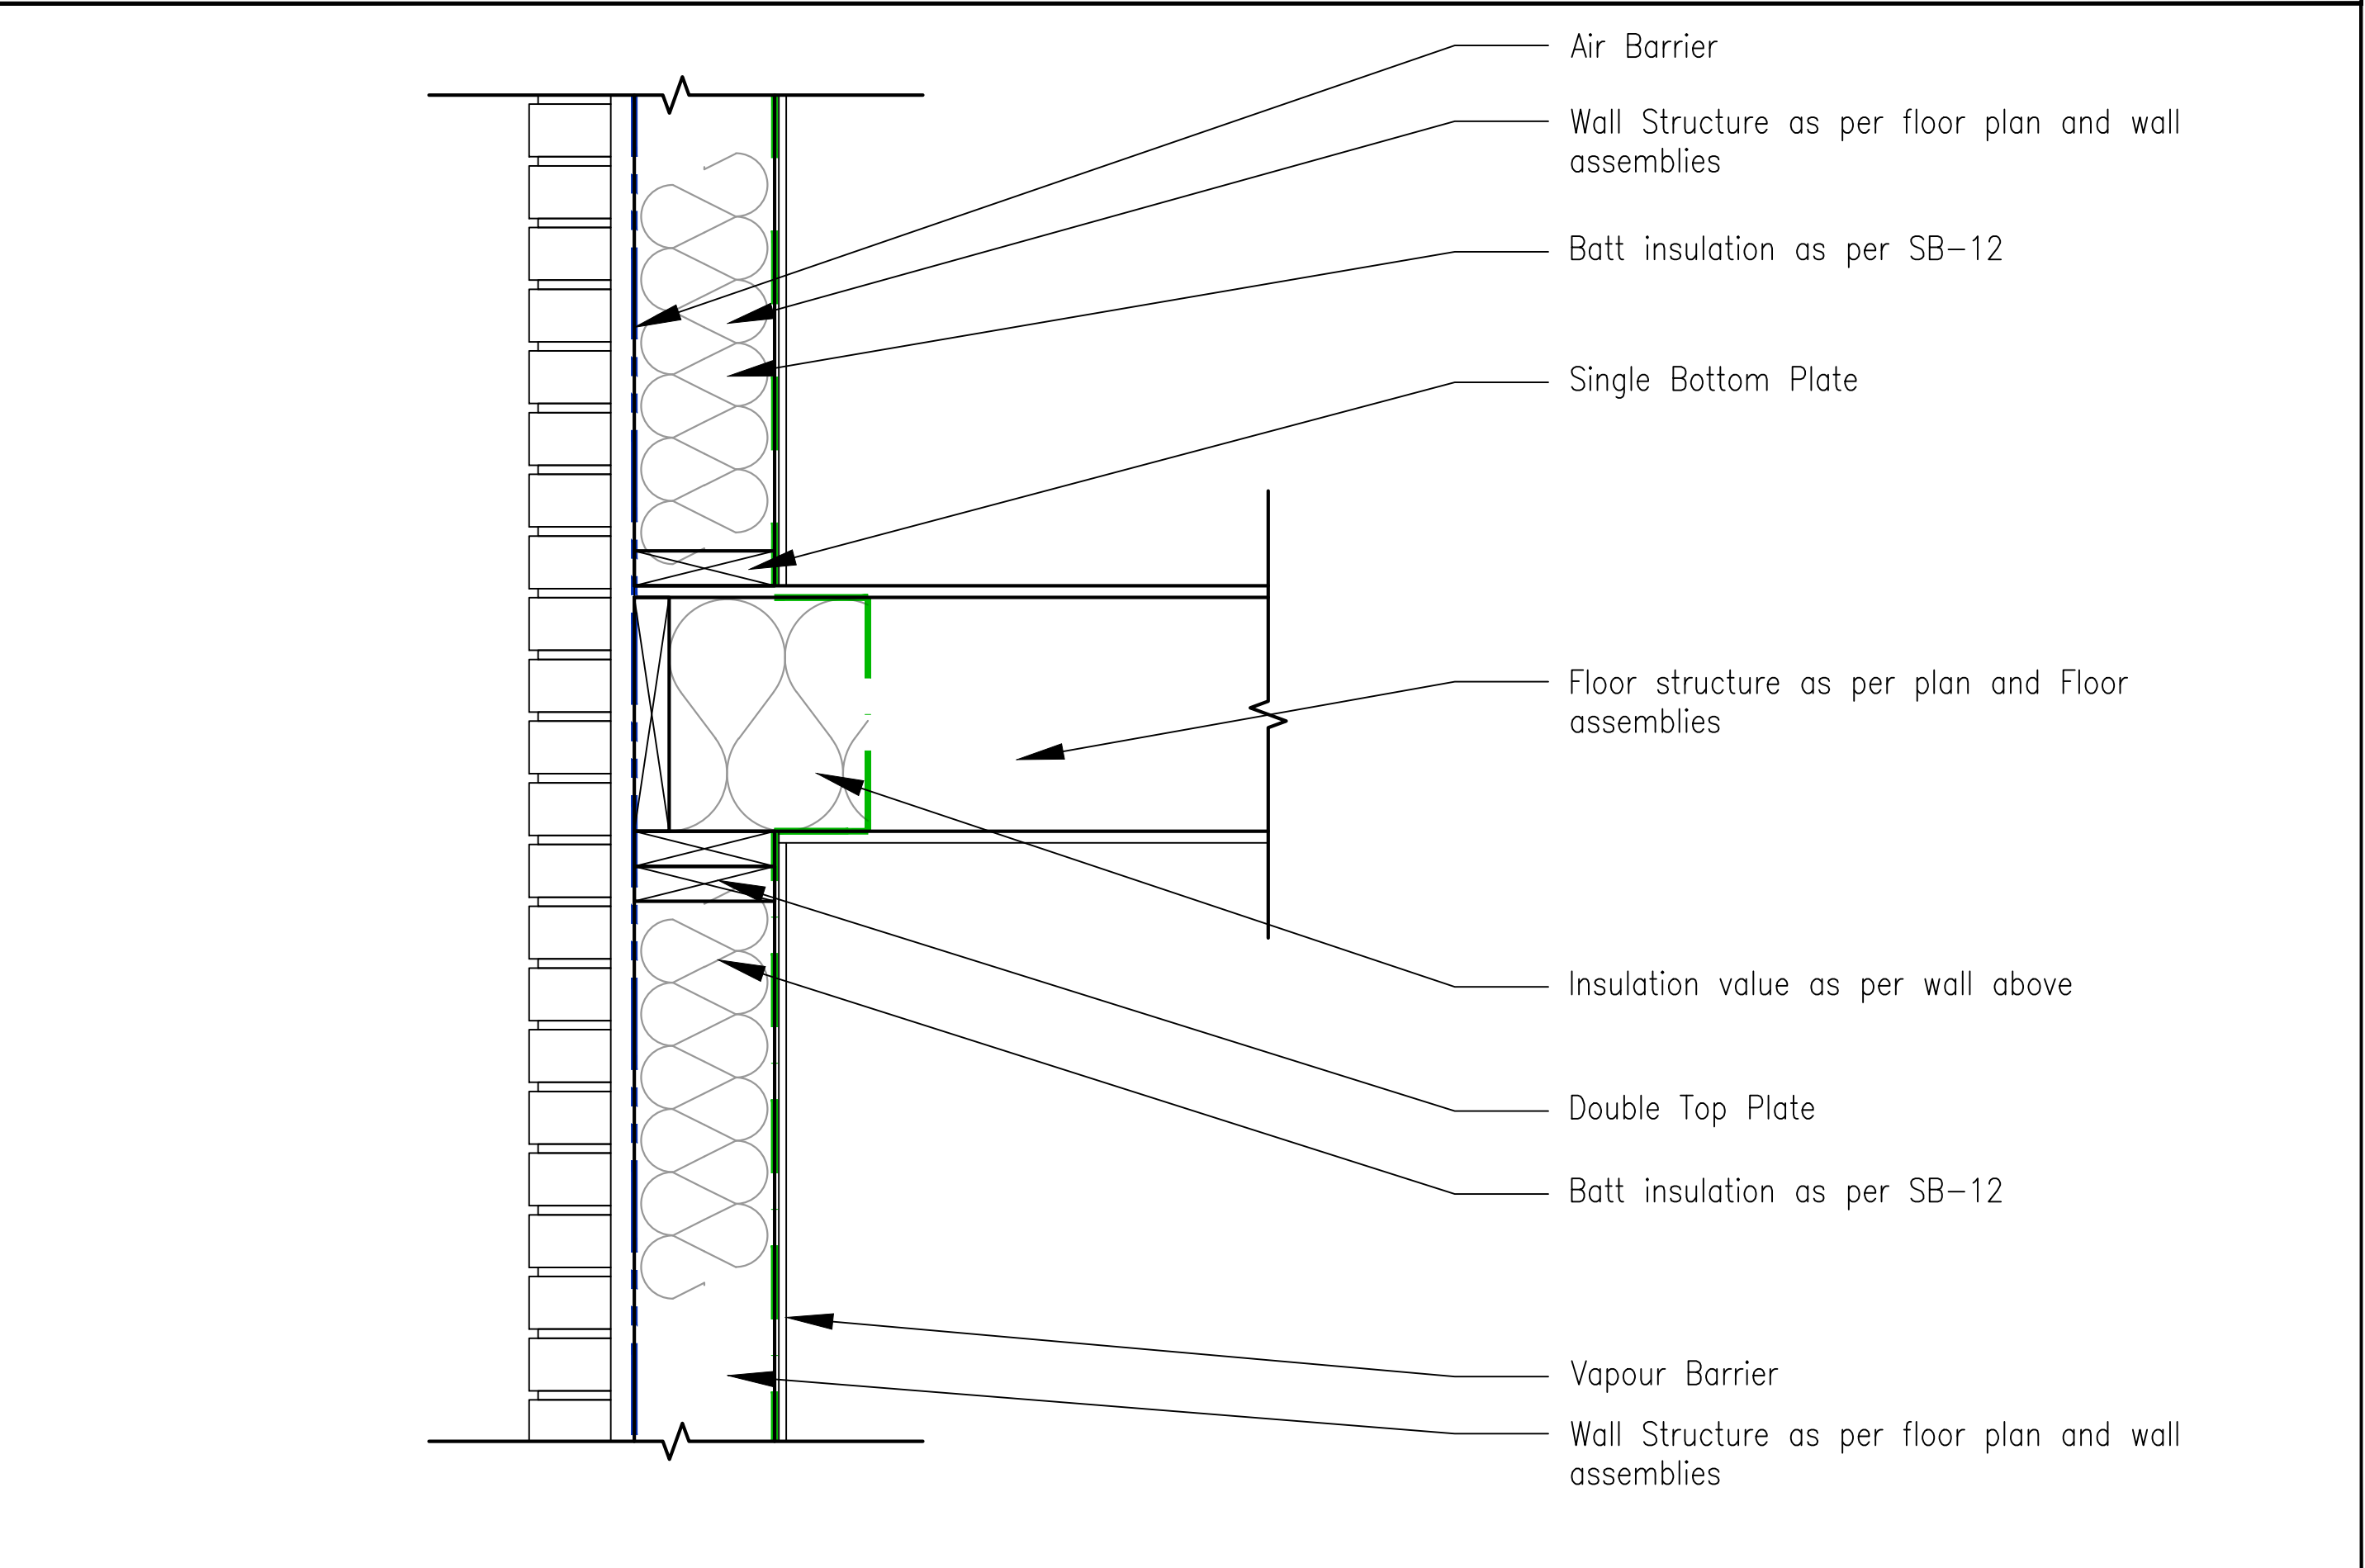 Air Barrier
Wall Structure as per floor plan and wall
assemblies
Batt insulation as per SB-12
Single Bottom Plate
Floor structure as per plan and Floor
assemblies
Insulation value as per wall above
Double Top Plate
Batt insulation as per SB-12
Vapour Barrier
Wall Structure as per floor plan and wall
assemblies